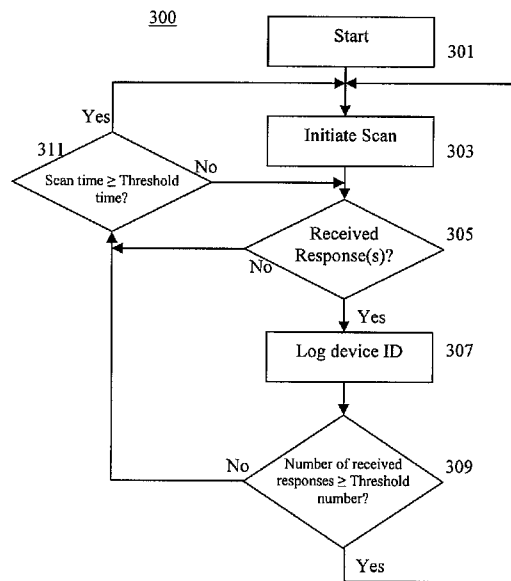 300
Start
301
Yes
311
Initiate Scan
303
Scan time ≥ Threshold
time?
No
Received
Response(s)?
305
No
Yes
Log device ID
307
No
Number of received
responses ≥ Threshold
number?
309
Yes